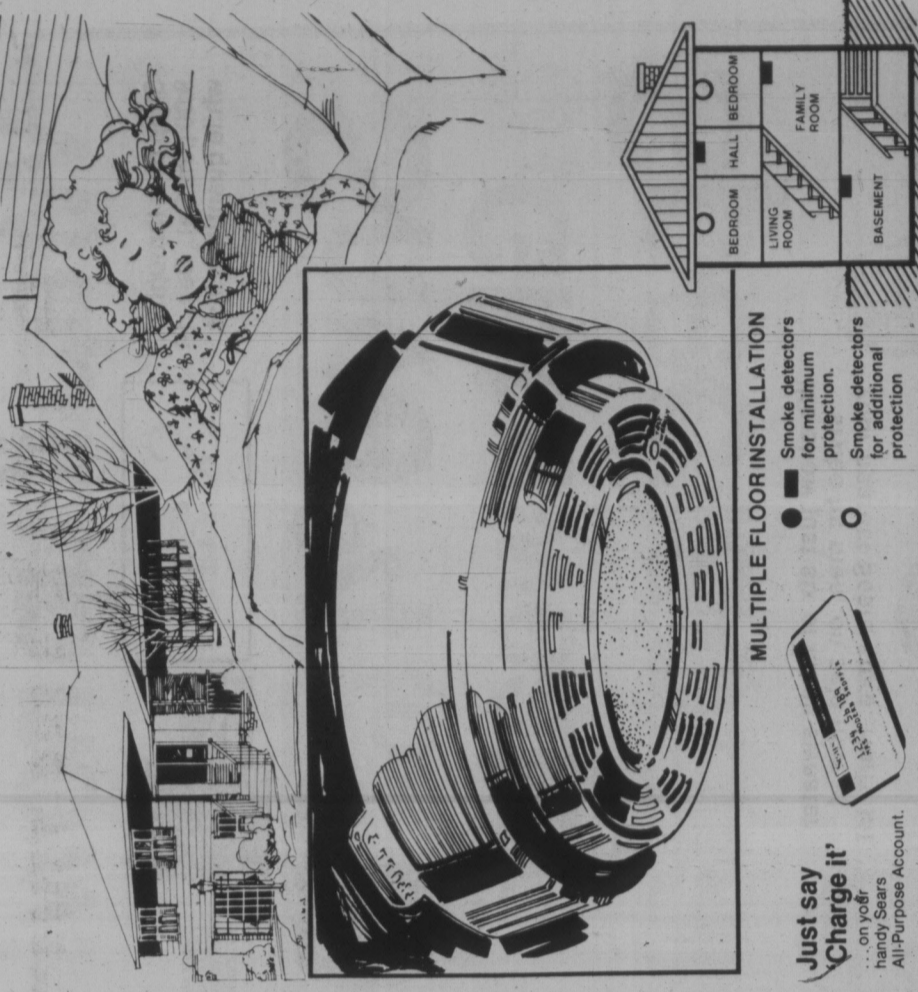 BEDROOM
HALL
BEDROOM
LIVING
ROOM
FAMILY
ROOM
BASEMENT
MULTIPLE FLOOR INSTALLATION
Smoke detectors
for minimum
protection.
Smoke detectors
for additional
protection
Just say
'Charge it'
...on your
handy Sears
All-Purpose Account.